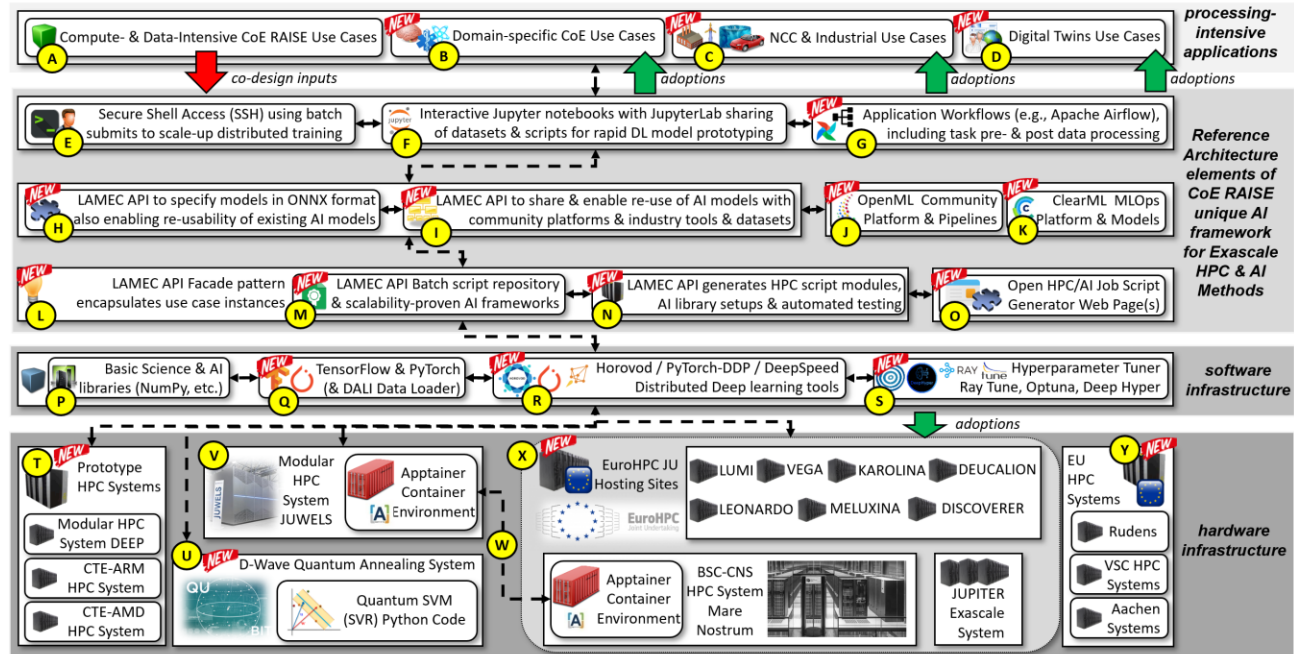 NEW
NEW
NEW
processing-
intensive
applications
Compute- & Data-Intensive CoE RAISE Use Cases
A
Domain-specific CoE Use Cases
B
NCC & Industrial Use Cases
C
Digital Twins Use Cases
D
co-design inputs
adoptions
adoptions
adoptions
Secure Shell Access (SSH) using batch
submits to scale-up distributed training
E
jupyter
Interactive Jupyter notebooks with JupyterLab sharing
of datasets & scripts for rapid DL model prototyping
F
NEW
Application Workflows (e.g., Apache Airflow),
including task pre- & post data processing
G
Reference
Architecture
elements of
CoE RAISE
unique AI
framework
for Exascale
HPC & AI
Methods
NEW
LAMEC API to specify models in ONNX format
also enabling re-usability of existing AI models
H
NEW
LAMEC API to share & enable re-use of AI models with
community platforms & industry tools & datasets
I
NEW
OpenML Community
Platform & Pipelines
J
NEW
ClearML MLOps
Platform & Models
K
NEW
LAMEC API Facade pattern
encapsulates use case instances
L
NEW
LAMEC API Batch script repository
& scalability-proven AI frameworks
M
NEW
LAMEC API generates HPC script modules,
AI library setups & automated testing
N
NEW
Open HPC/AI Job Script
Generator Web Page(s)
O
Basic Science & AI
libraries (NumPy, etc.)
P
NEW
TensorFlow & PyTorch
(& DALI Data Loader)
Q
NEW
HOROVOD
Horovod / PyTorch-DDP / DeepSpeed
Distributed Deep learning tools
R
NEW
RAY
tune
Hyperparameter Tuner
Ray Tune, Optuna, Deep Hyper
S
software
infrastructure
adoptions
T
NEW
Prototype
HPC Systems
Modular HPC
System DEEP
CTE-ARM
HPC System
CTE-AMD
HPC System
V
JUWELS
Modular
HPC
System
JUWELS
Apptainer
Container
Environment
[A]
U
NEW
D-Wave Quantum Annealing System
QU
BIT
Quantum SVM
(SVR) Python Code
W
X
NEW
EuroHPC JU
Hosting Sites
EuroHPC
Joint Undertaking
LUMI
VEGA
KAROLINA
DEUCALION
LEONARDO
MELUXINA
DISCOVERER
Apptainer
Container
Environment
[A]
BSC-CNS
HPC System
Mare
Nostrum
JUPITER
Exascale
System
Y
NEW
EU
HPC
Systems
Rudens
VSC HPC
Systems
Aachen
Systems
hardware
infrastructure